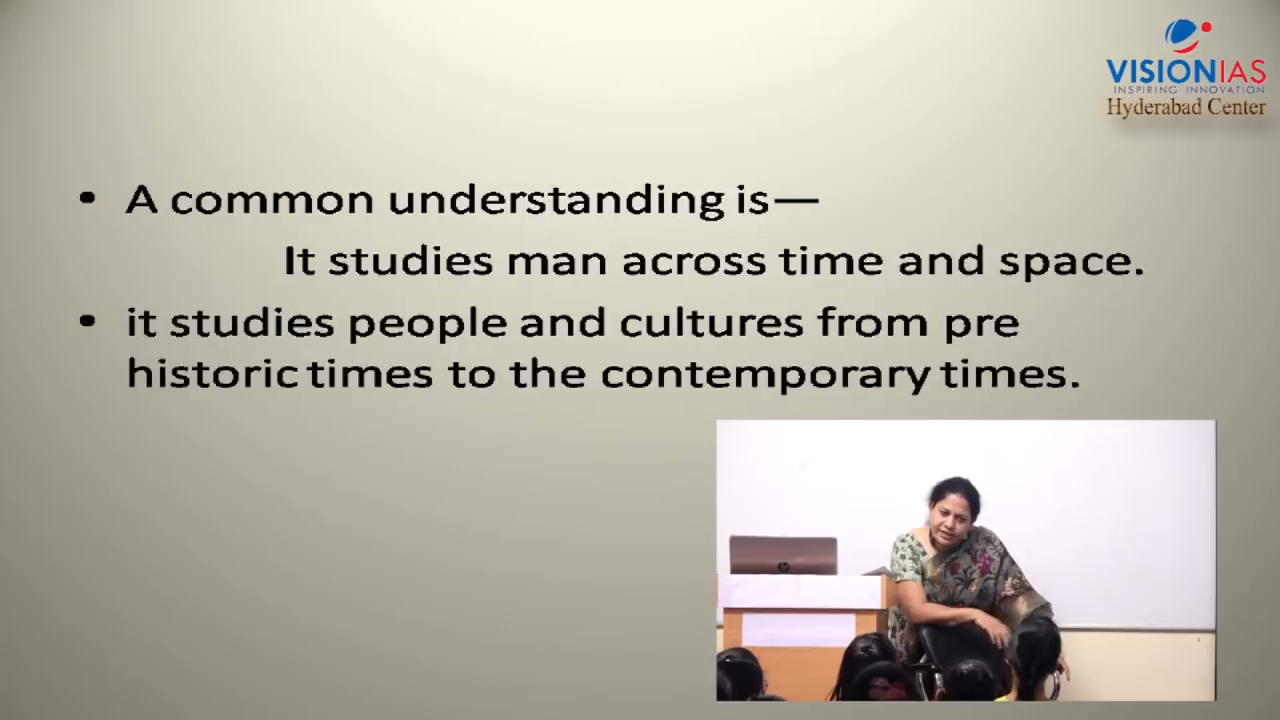 VISIONIAS
INSPIRING INNOVATION
Hyderabad Center
• A common understanding is—
It studies man across time and space.
• it studies people and cultures from pre
historic times to the contemporary times.
hp